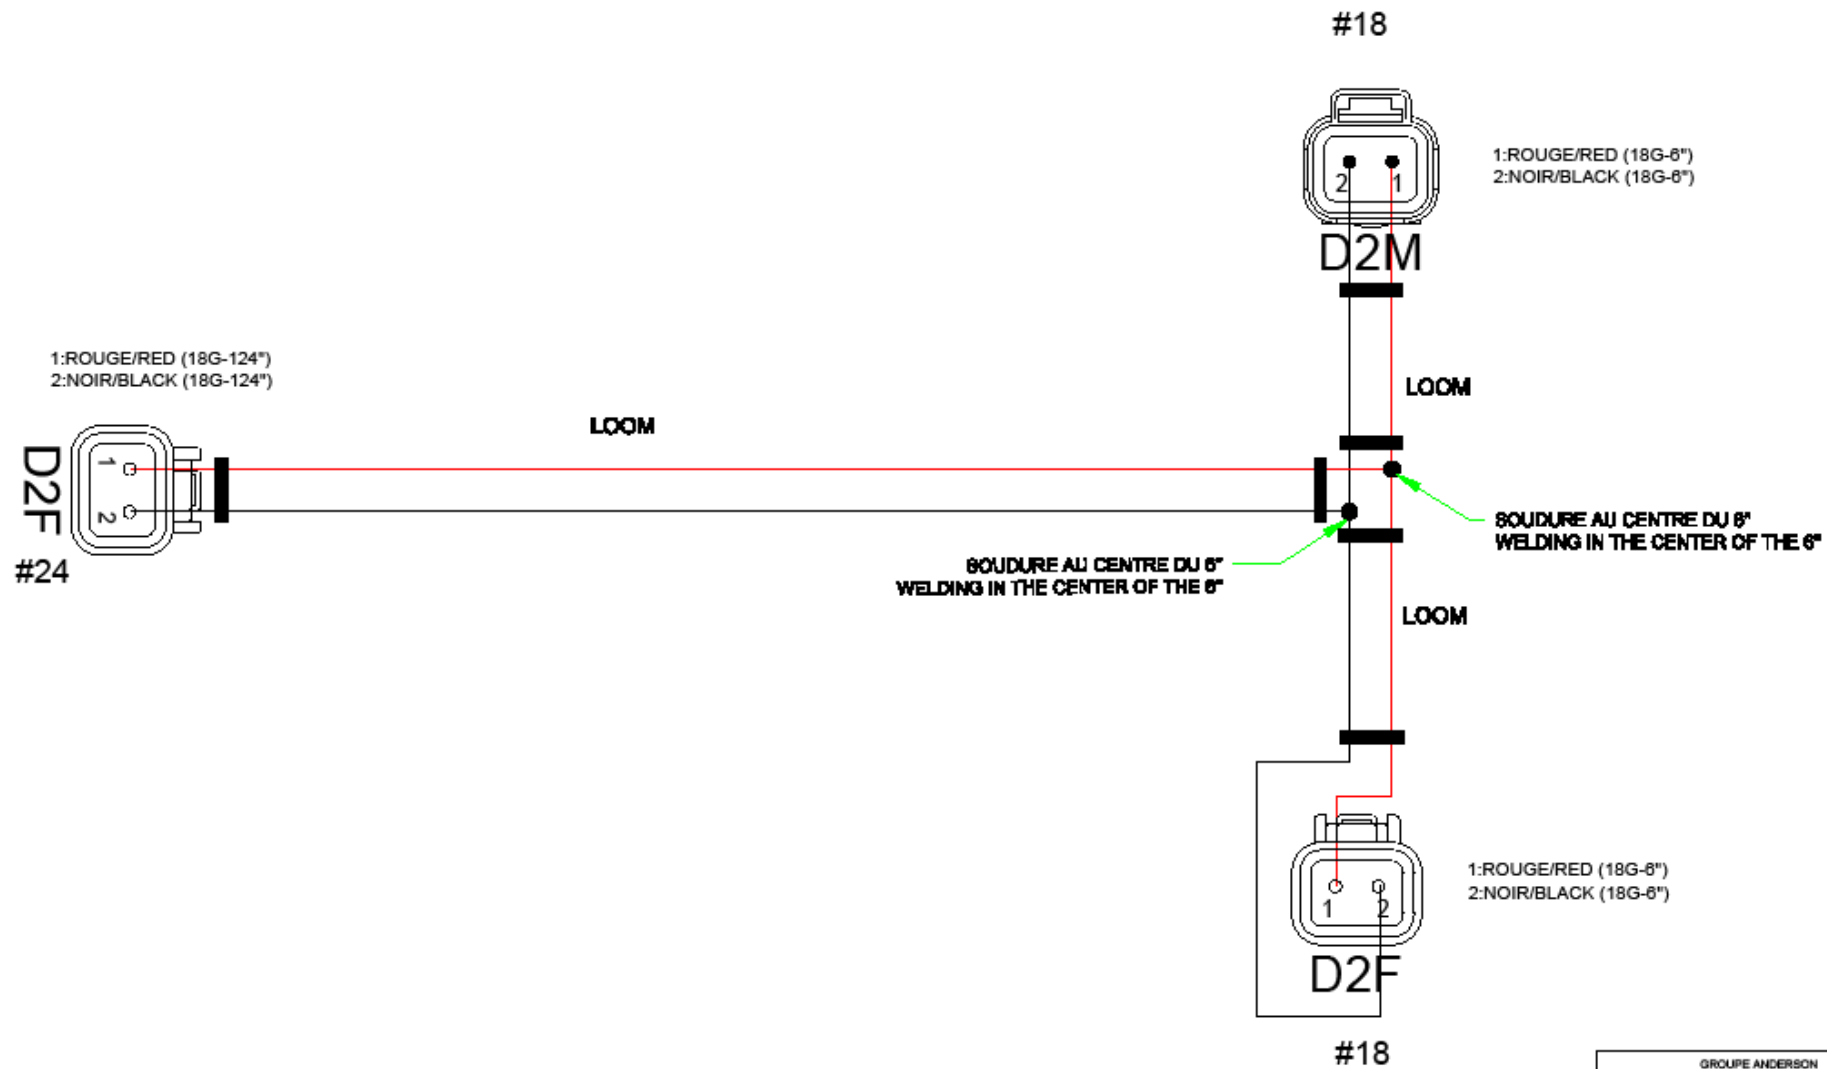 #18
2 1
1:ROUGE/RED (18G-6")
2:NOIR/BLACK (18G-6")
D2M
1:ROUGE/RED (18G-124")
2:NOIR/BLACK (18G-124")
LOOM
LOOM
1
2
D2F
#24
SOUDURE AU CENTRE DU 6"
WELDING IN THE CENTER OF THE 6"
SOUDURE AU CENTRE DU 6"
WELDING IN THE CENTER OF THE 6"
LOOM
1:ROUGE/RED (18G-6")
2:NOIR/BLACK (18G-6")
1 2
D2F
#18
GROUPE ANDERSON